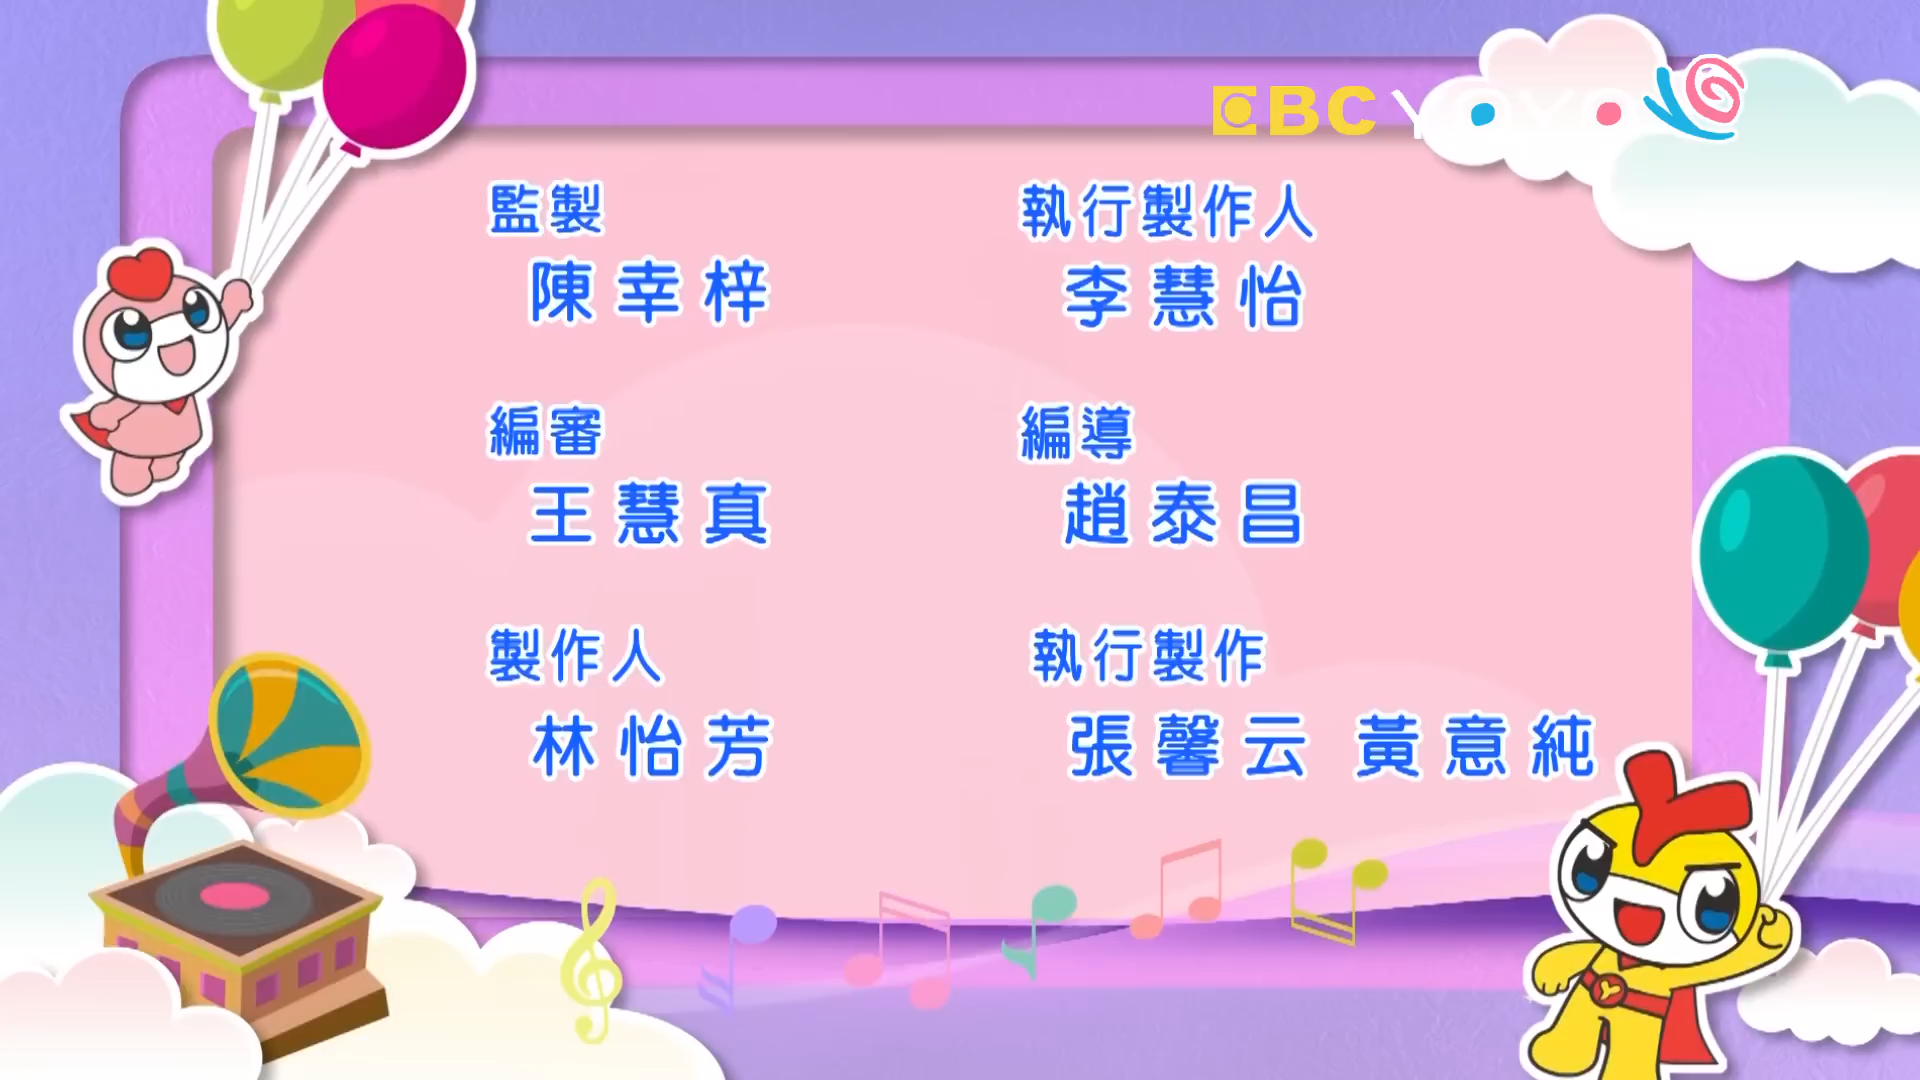 EBC YOYO
監製
陳幸梓
執行製作人
李慧怡
編審
王慧真
編導
趙泰昌
製作人
林怡芳
執行製作
張馨云 黃意純